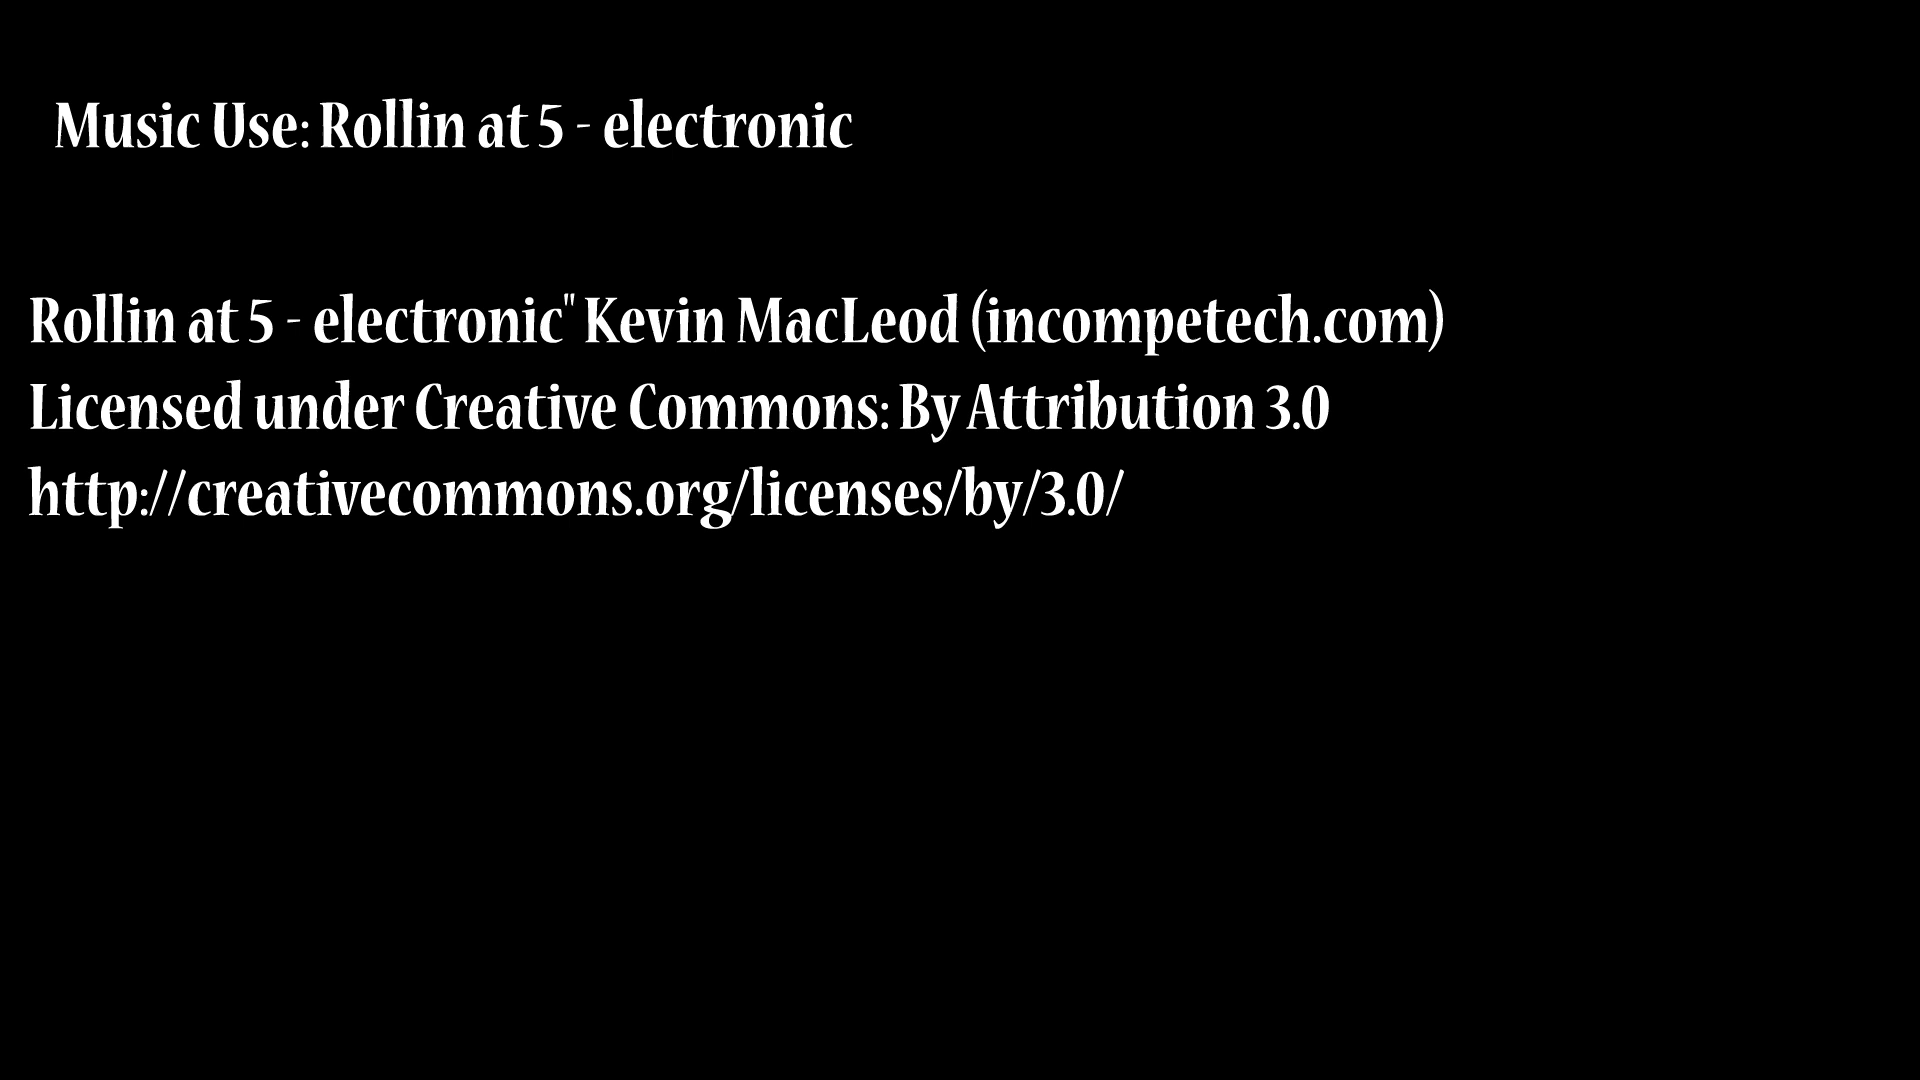 Music Use: Rollin at 5 - electronic
Rollin at 5 - electronic" Kevin MacLeod (incompetech.com)
Licensed under Creative Commons: By Attribution 3.0
http://creativecommons.org/licenses/by/3.0/